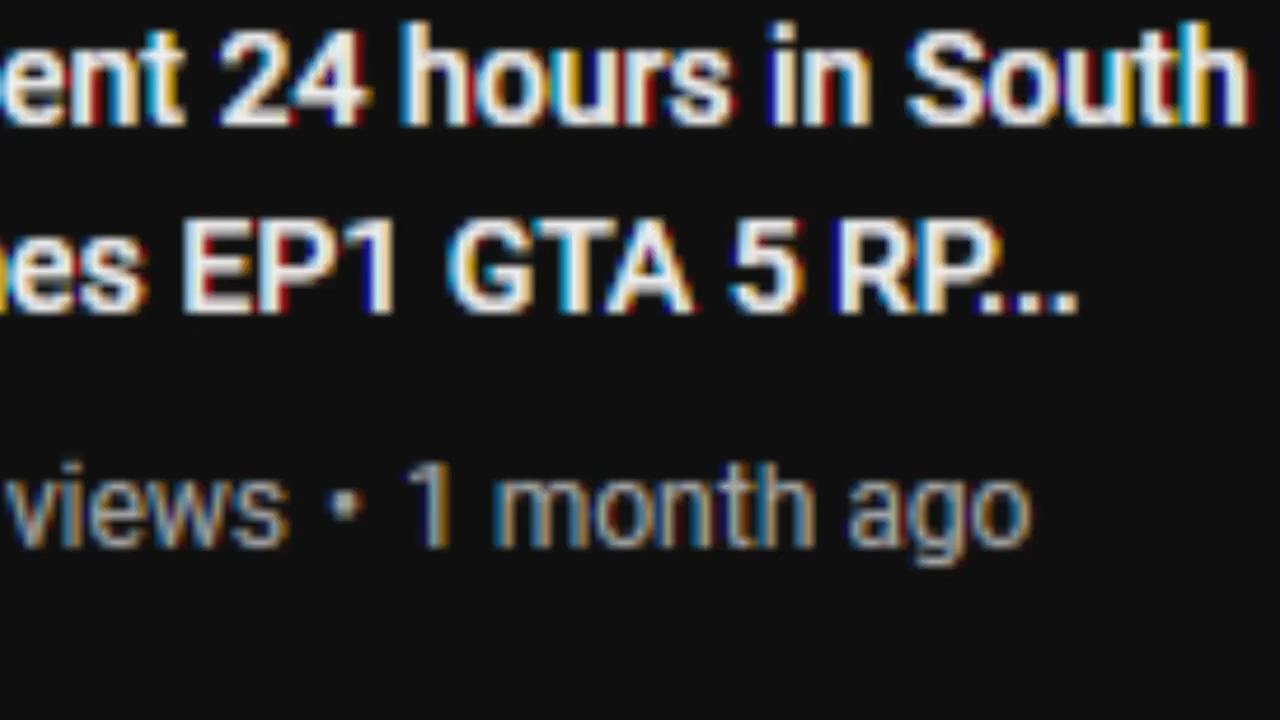 ent 24 hours in South
es EP1 GTA 5 RP...
views • 1 month ago